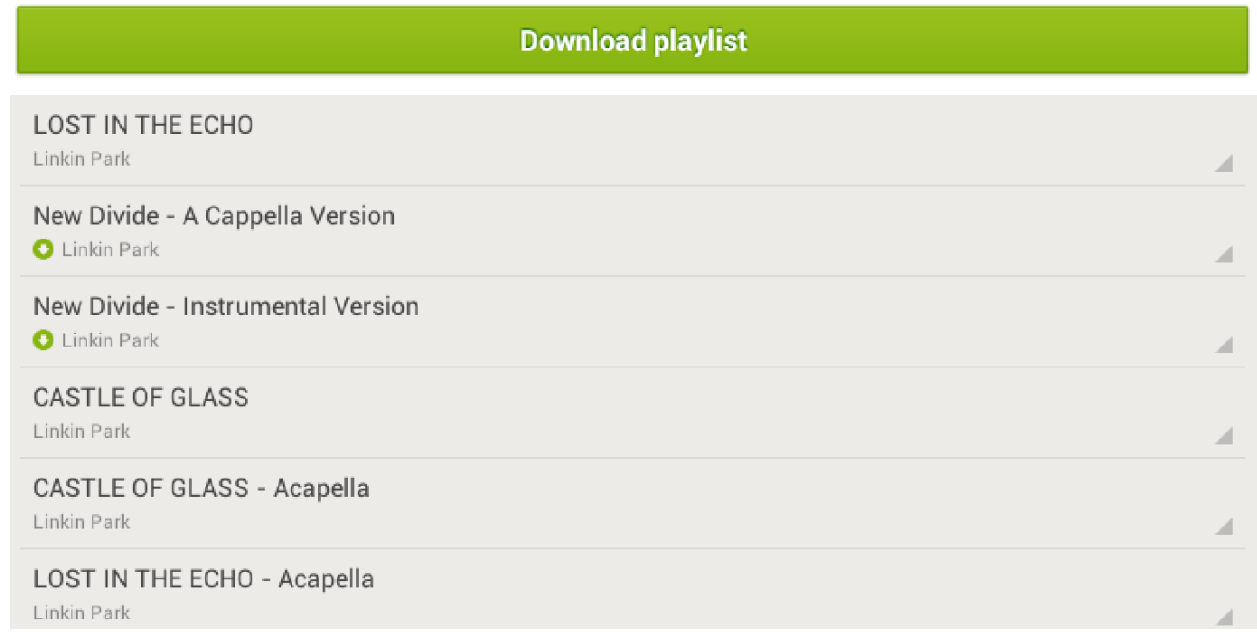 Download playlist
LOST IN THE ECHO
Linkin Park
New Divide - A Cappella Version
Linkin Park
New Divide - Instrumental Version
Linkin Park
CASTLE OF GLASS
Linkin Park
CASTLE OF GLASS - Acapella
Linkin Park
LOST IN THE ECHO - Acapella
Linkin Park